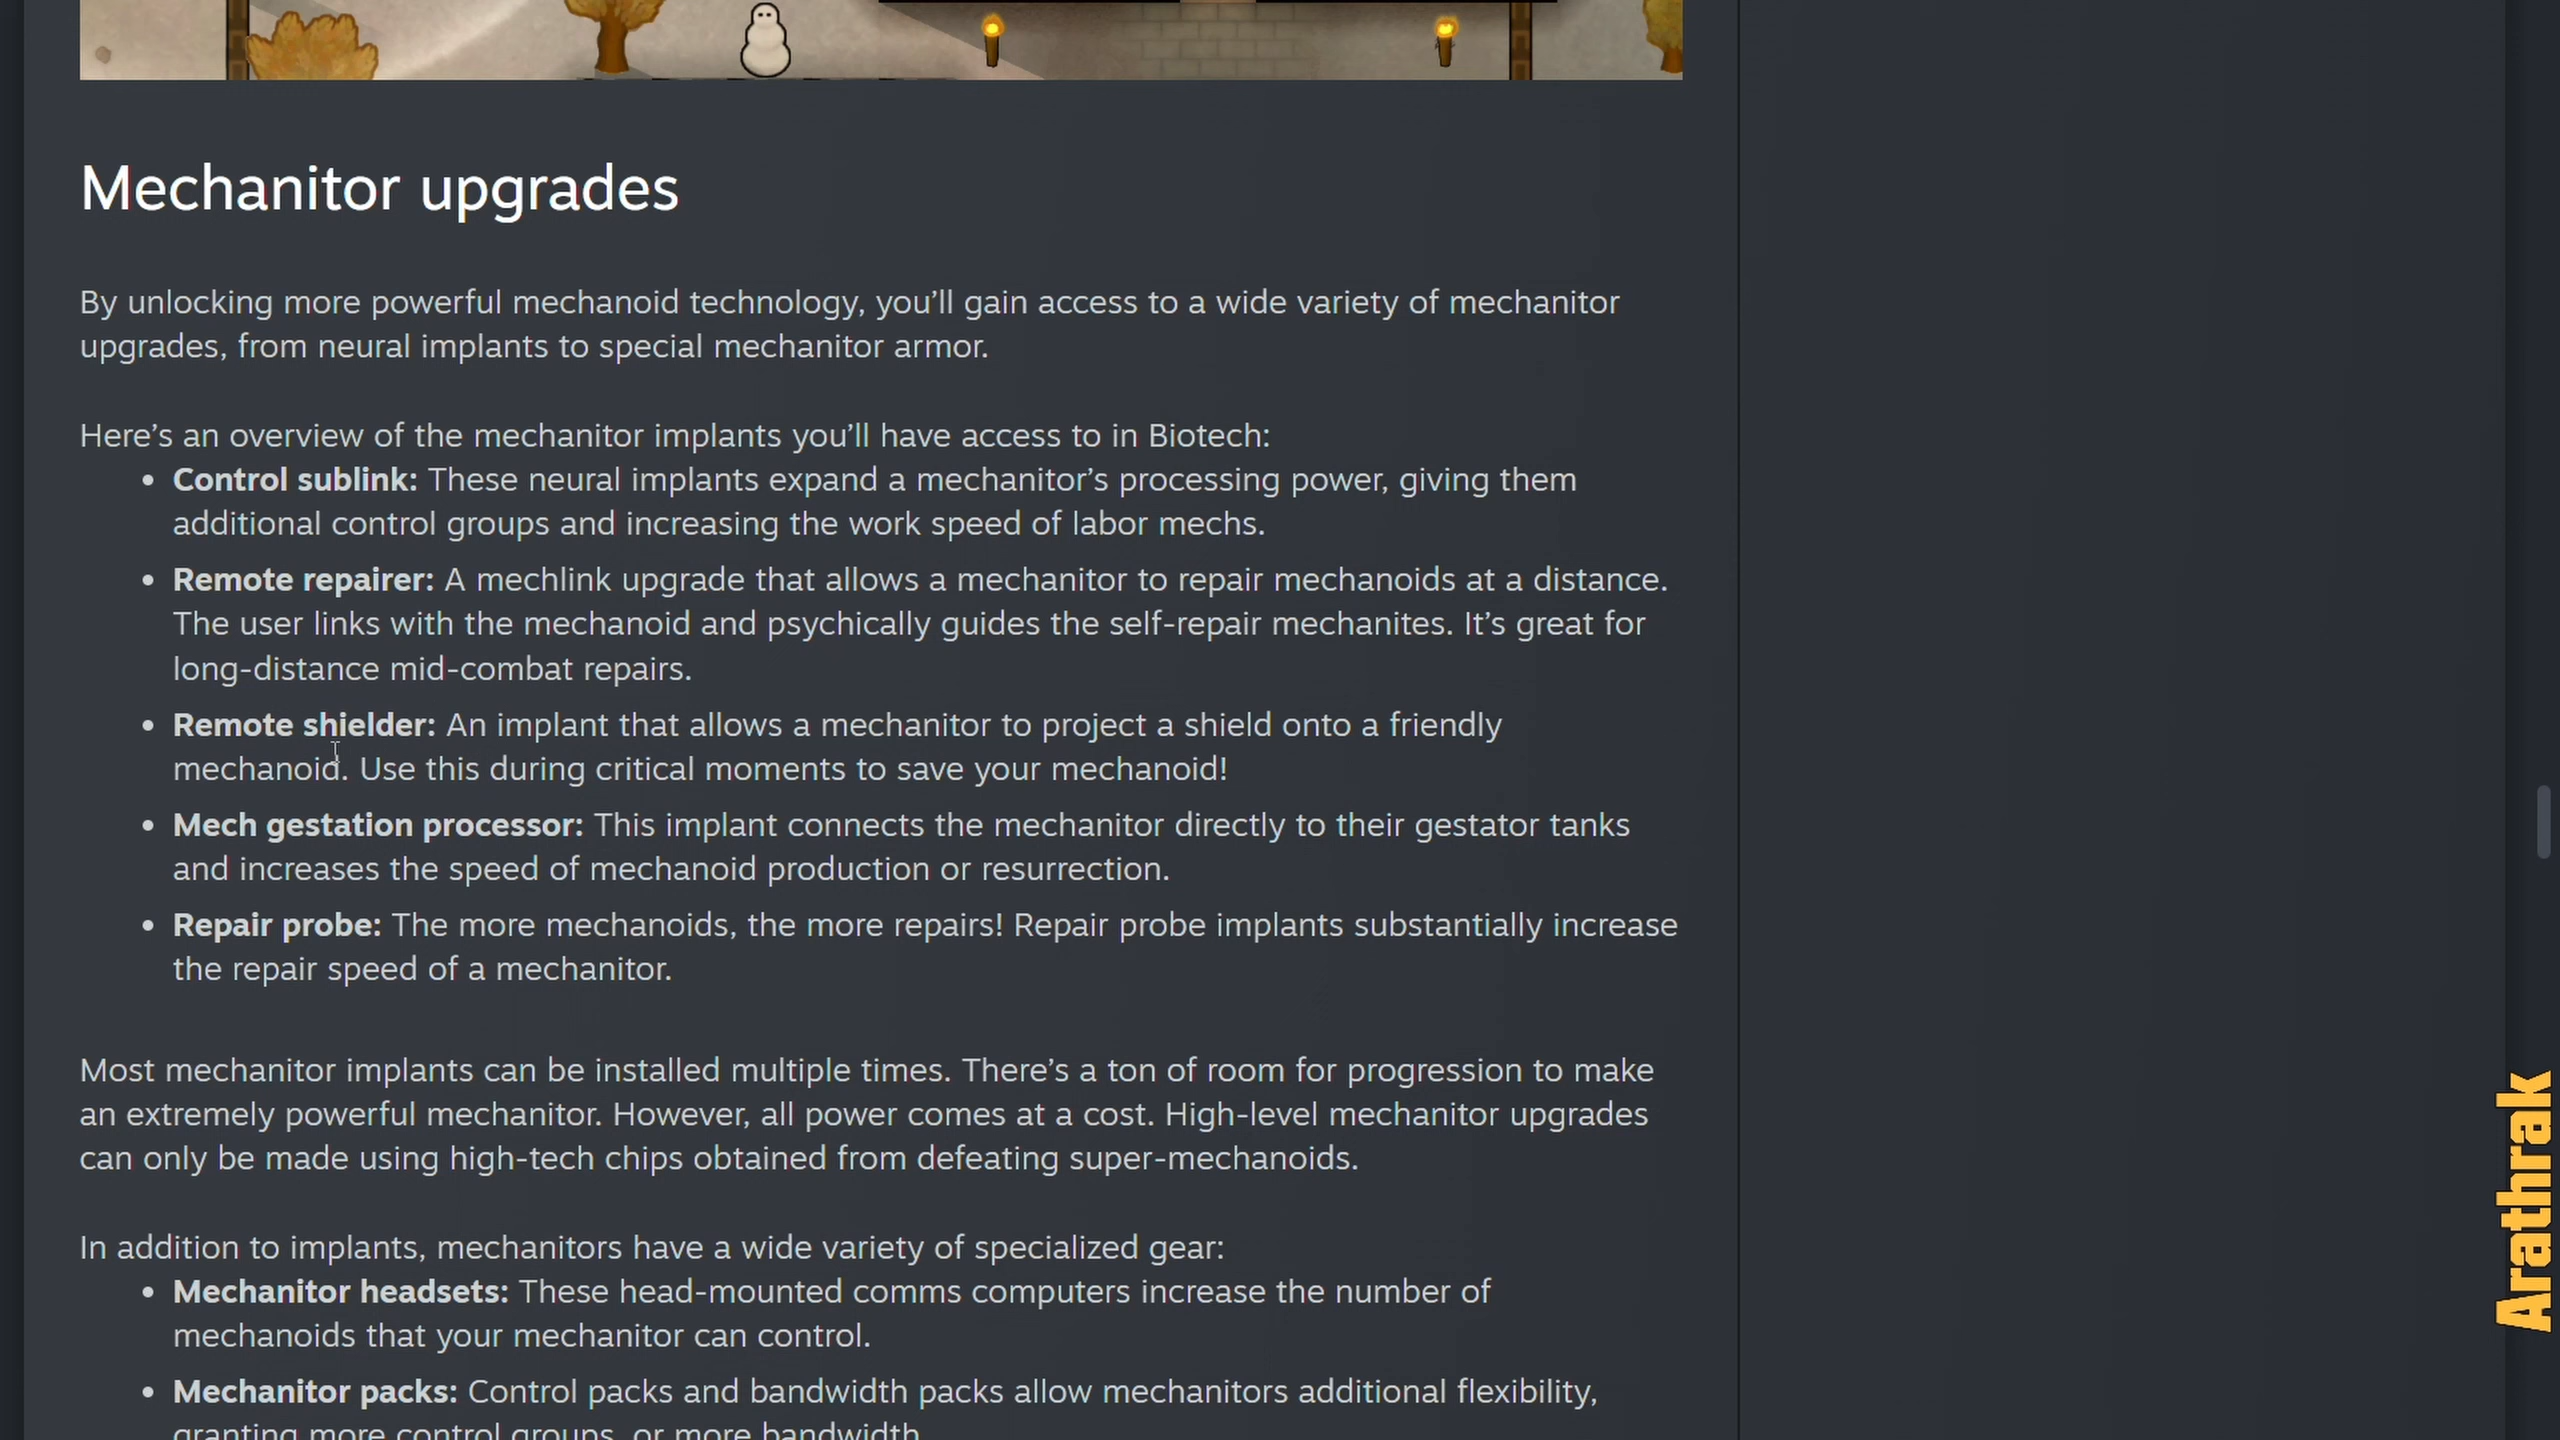 Mechanitor upgrades
By unlocking more powerful mechanoid technology, you’ll gain access to a wide variety of mechanitor
upgrades, from neural implants to special mechanitor armor.
Here’s an overview of the mechanitor implants you’ll have access to in Biotech:
• Control sublink: These neural implants expand a mechanitor’s processing power, giving them
additional control groups and increasing the work speed of labor mechs.
• Remote repairer: A mechlink upgrade that allows a mechanitor to repair mechanoids at a distance.
The user links with the mechanoid and psychically guides the self-repair mechanites. It’s great for
long-distance mid-combat repairs.
• Remote shielder: An implant that allows a mechanitor to project a shield onto a friendly
mechanoid. Use this during critical moments to save your mechanoid!
• Mech gestation processor: This implant connects the mechanitor directly to their gestator tanks
and increases the speed of mechanoid production or resurrection.
• Repair probe: The more mechanoids, the more repairs! Repair probe implants substantially increase
the repair speed of a mechanitor.
Most mechanitor implants can be installed multiple times. There’s a ton of room for progression to make
an extremely powerful mechanitor. However, all power comes at a cost. High-level mechanitor upgrades
can only be made using high-tech chips obtained from defeating super-mechanoids.
In addition to implants, mechanitors have a wide variety of specialized gear:
• Mechanitor headsets: These head-mounted comms computers increase the number of
mechanoids that your mechanitor can control.
• Mechanitor packs: Control packs and bandwidth packs allow mechanitors additional flexibility,
granting more control groups, or more bandwidth
Arathrak